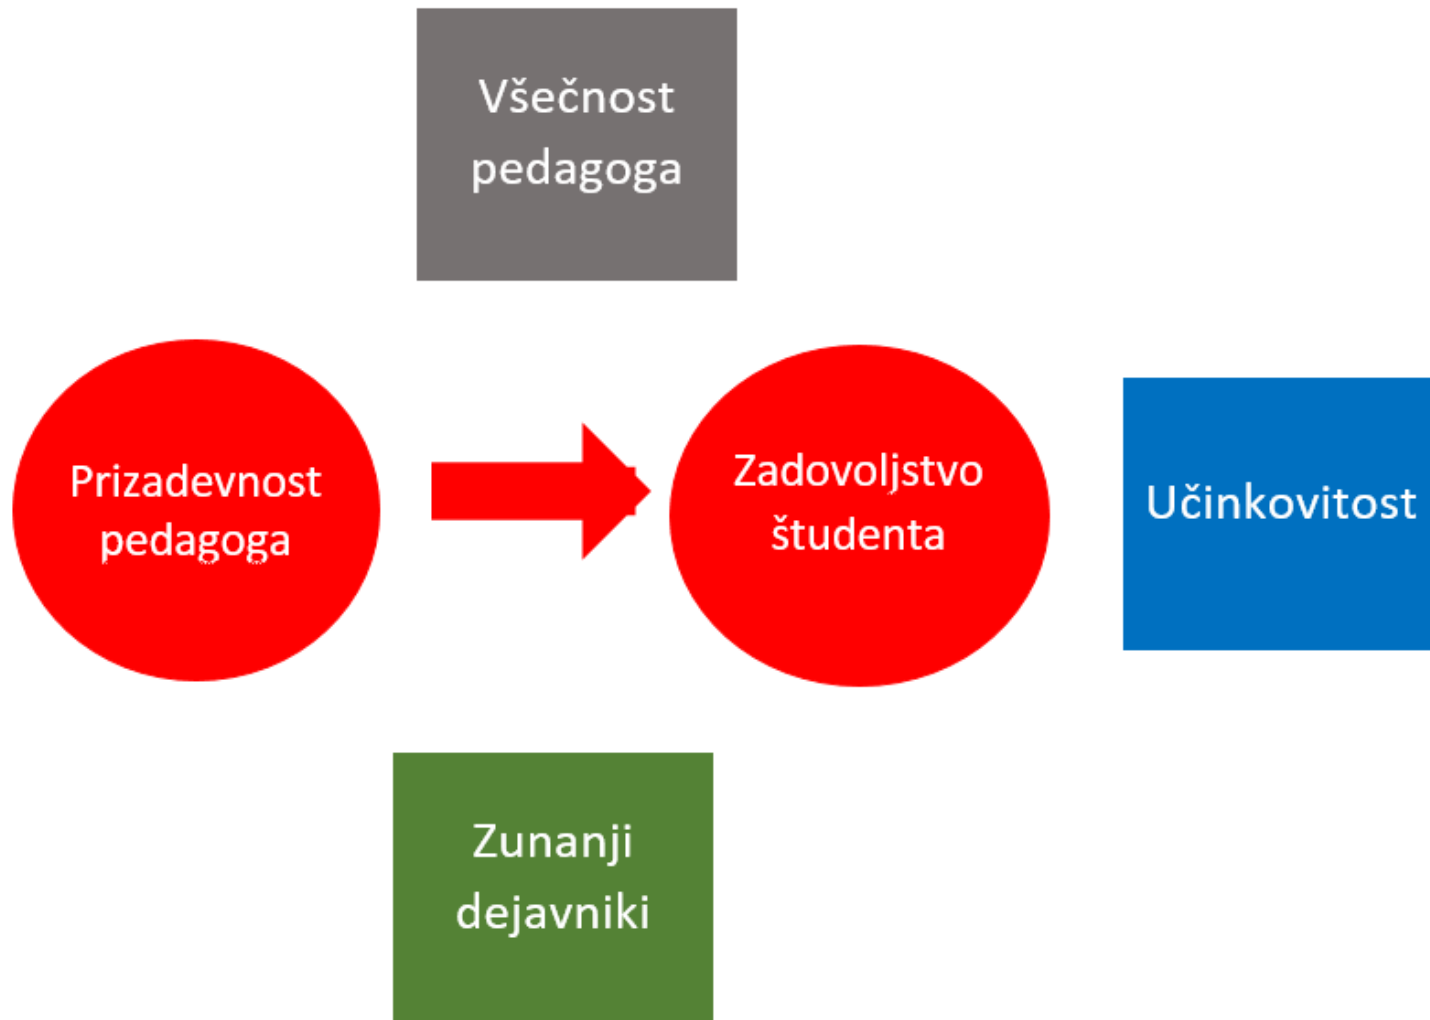 Všečnost
pedagoga
Prizadevnost
pedagoga
Zadovoljstvo
študenta
Učinkovitost
Zunanji
dejavniki